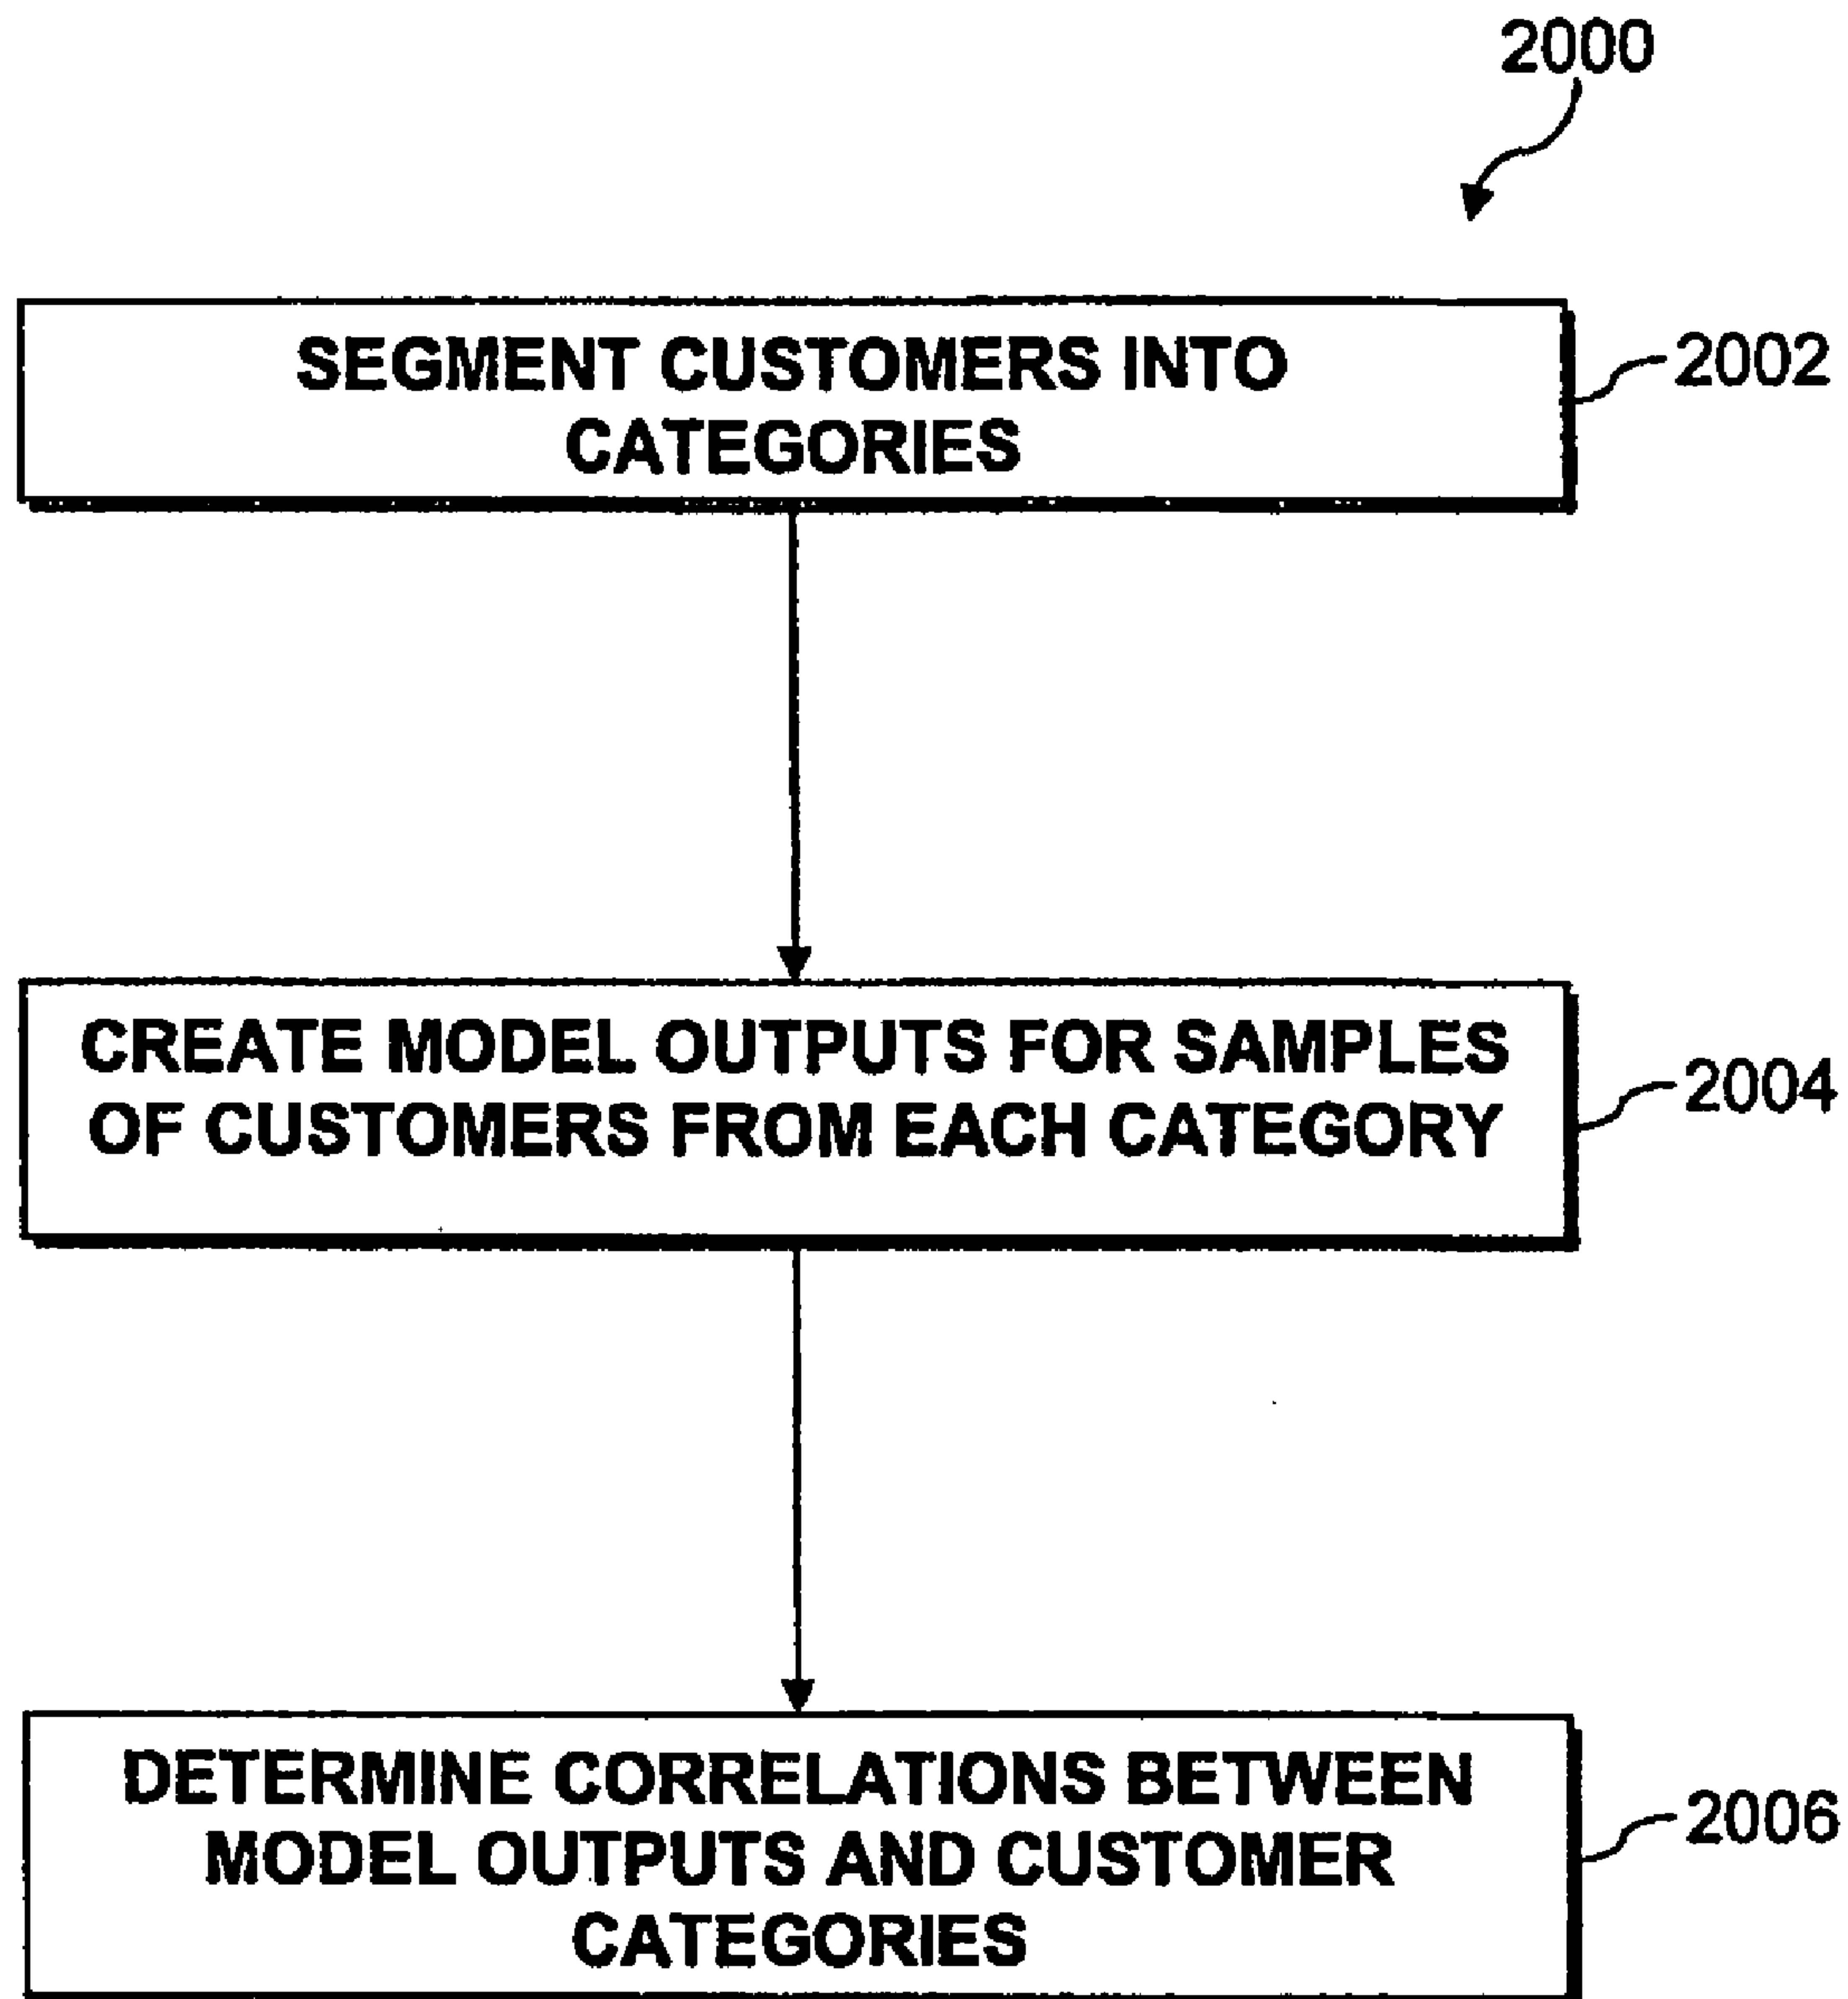 2000
SEGMENT CUSTOMERS INTO
CATEGORIES
2002
CREATE MODEL OUTPUTS FOR SAMPLES
OF CUSTOMERS FROM EACH CATEGORY
2004
DETERMINE CORRELATIONS BETWEEN
MODEL OUTPUTS AND CUSTOMER
CATEGORIES
2006